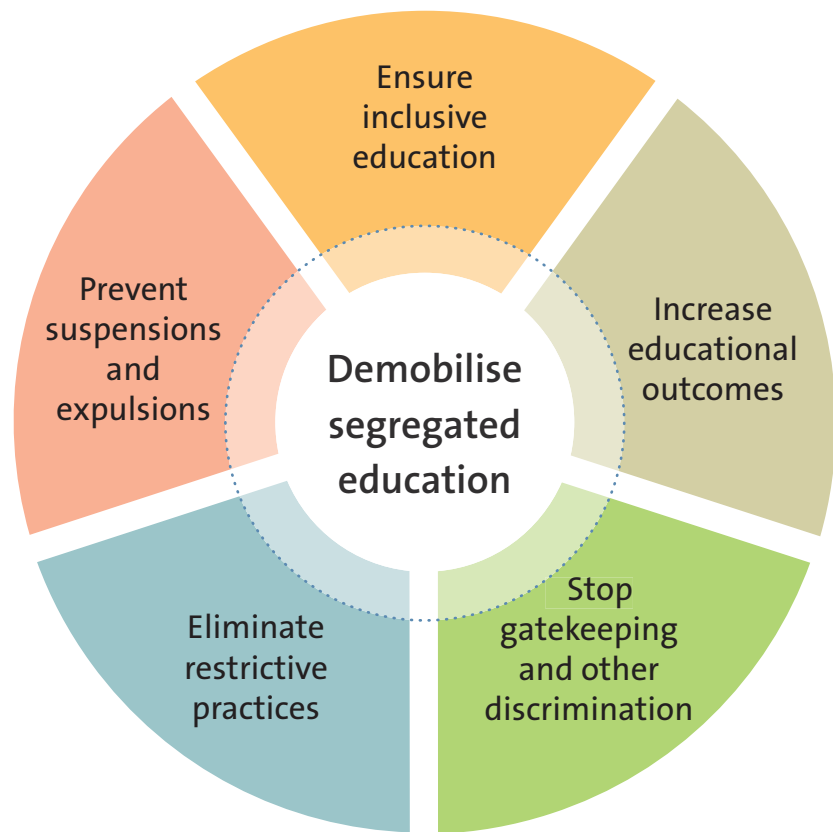 Ensure
inclusive
education
Increase
educational
outcomes
Stop
gatekeeping
and other
discrimination
Eliminate
restrictive
practices
Prevent
suspensions
and
expulsions
Demobilise
segregated
education